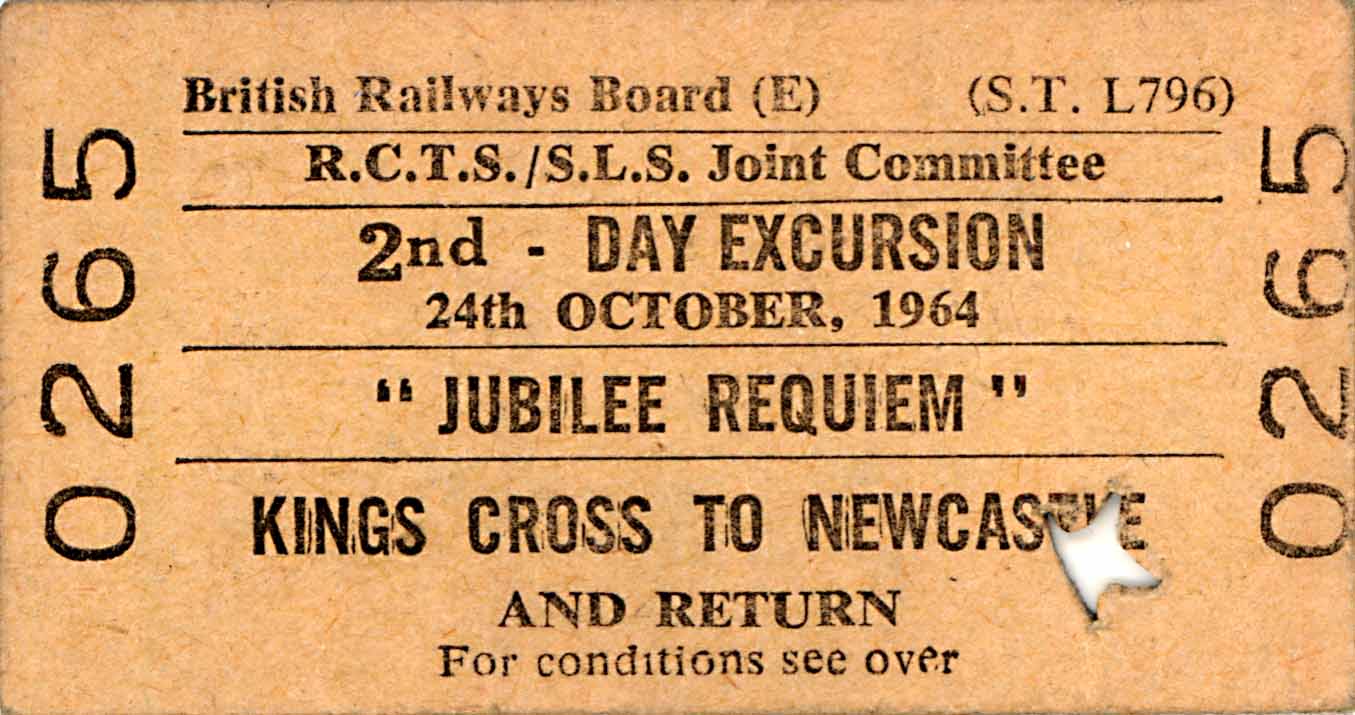 British Railways Board (E) (S.T. L796)
R.C.T.S./S.L.S. Joint Committee
2nd - DAY EXCURSION
24th OCTOBER, 1964
"JUBILEE REQUIEM"
KINGS CROSS TO NEWCASTLE
AND RETURN
For conditions see over
0265
0265